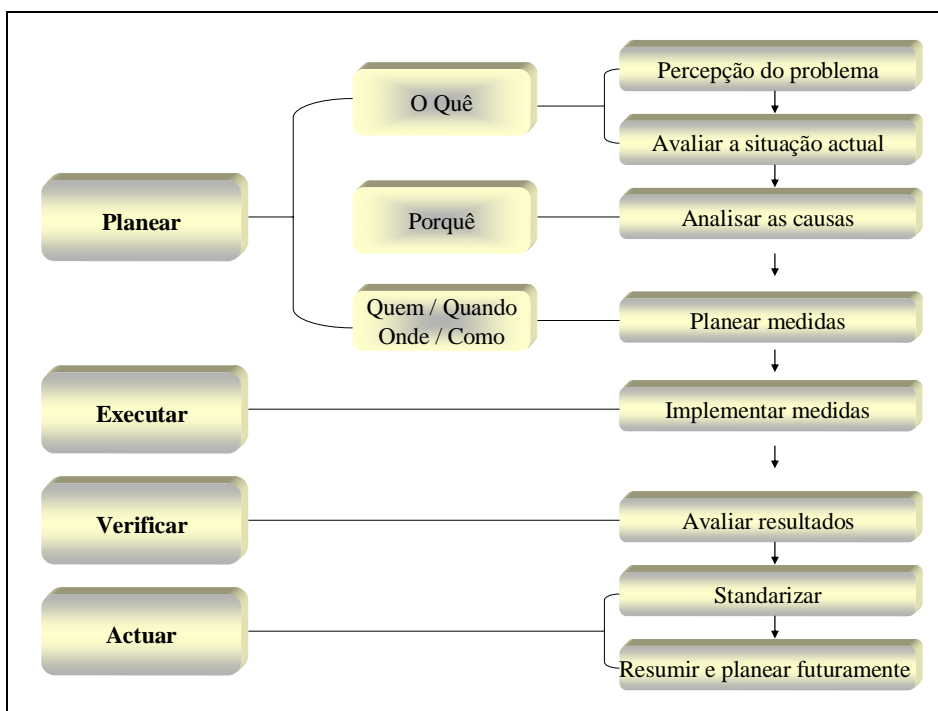 Percepção do problema
O Quê
Avaliar a situação actual
Planear
Porquê
Analisar as causas
Quem / Quando
Onde / Como
Planear medidas
Executar
Implementar medidas
Verificar
Avaliar resultados
Standarizar
Actuar
Resumir e planear futuramente